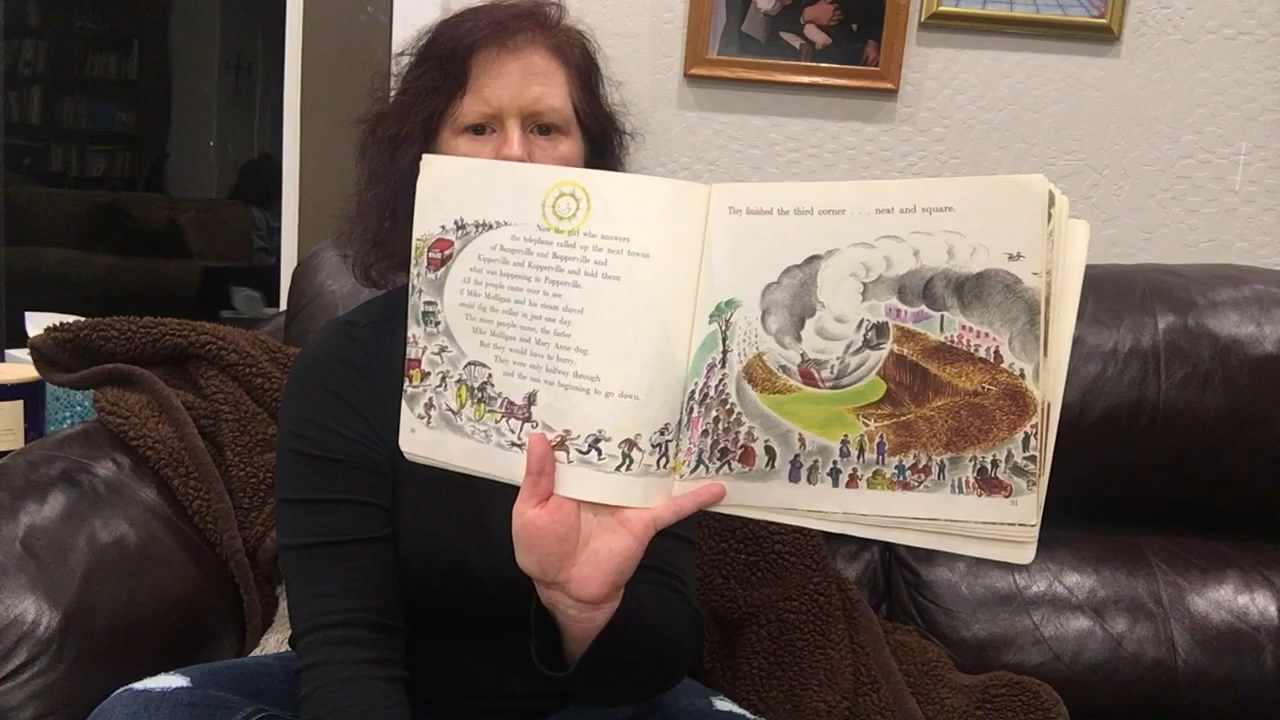 Now the girl who answers
the telephone called up the next towns
of Bangerville and Bopperville and
Kipperville and Kopperville and told them
what was happening in Popperville.
All the people came over to see
if Mike Mulligan and his steam shovel
could dig the cellar in just one day.
The more people came, the faster
Mike Mulligan and Mary Anne dug.
But they would have to hurry.
They were only halfway through
and the sun was beginning to go down.
They finished the third corner . . . neat and square.